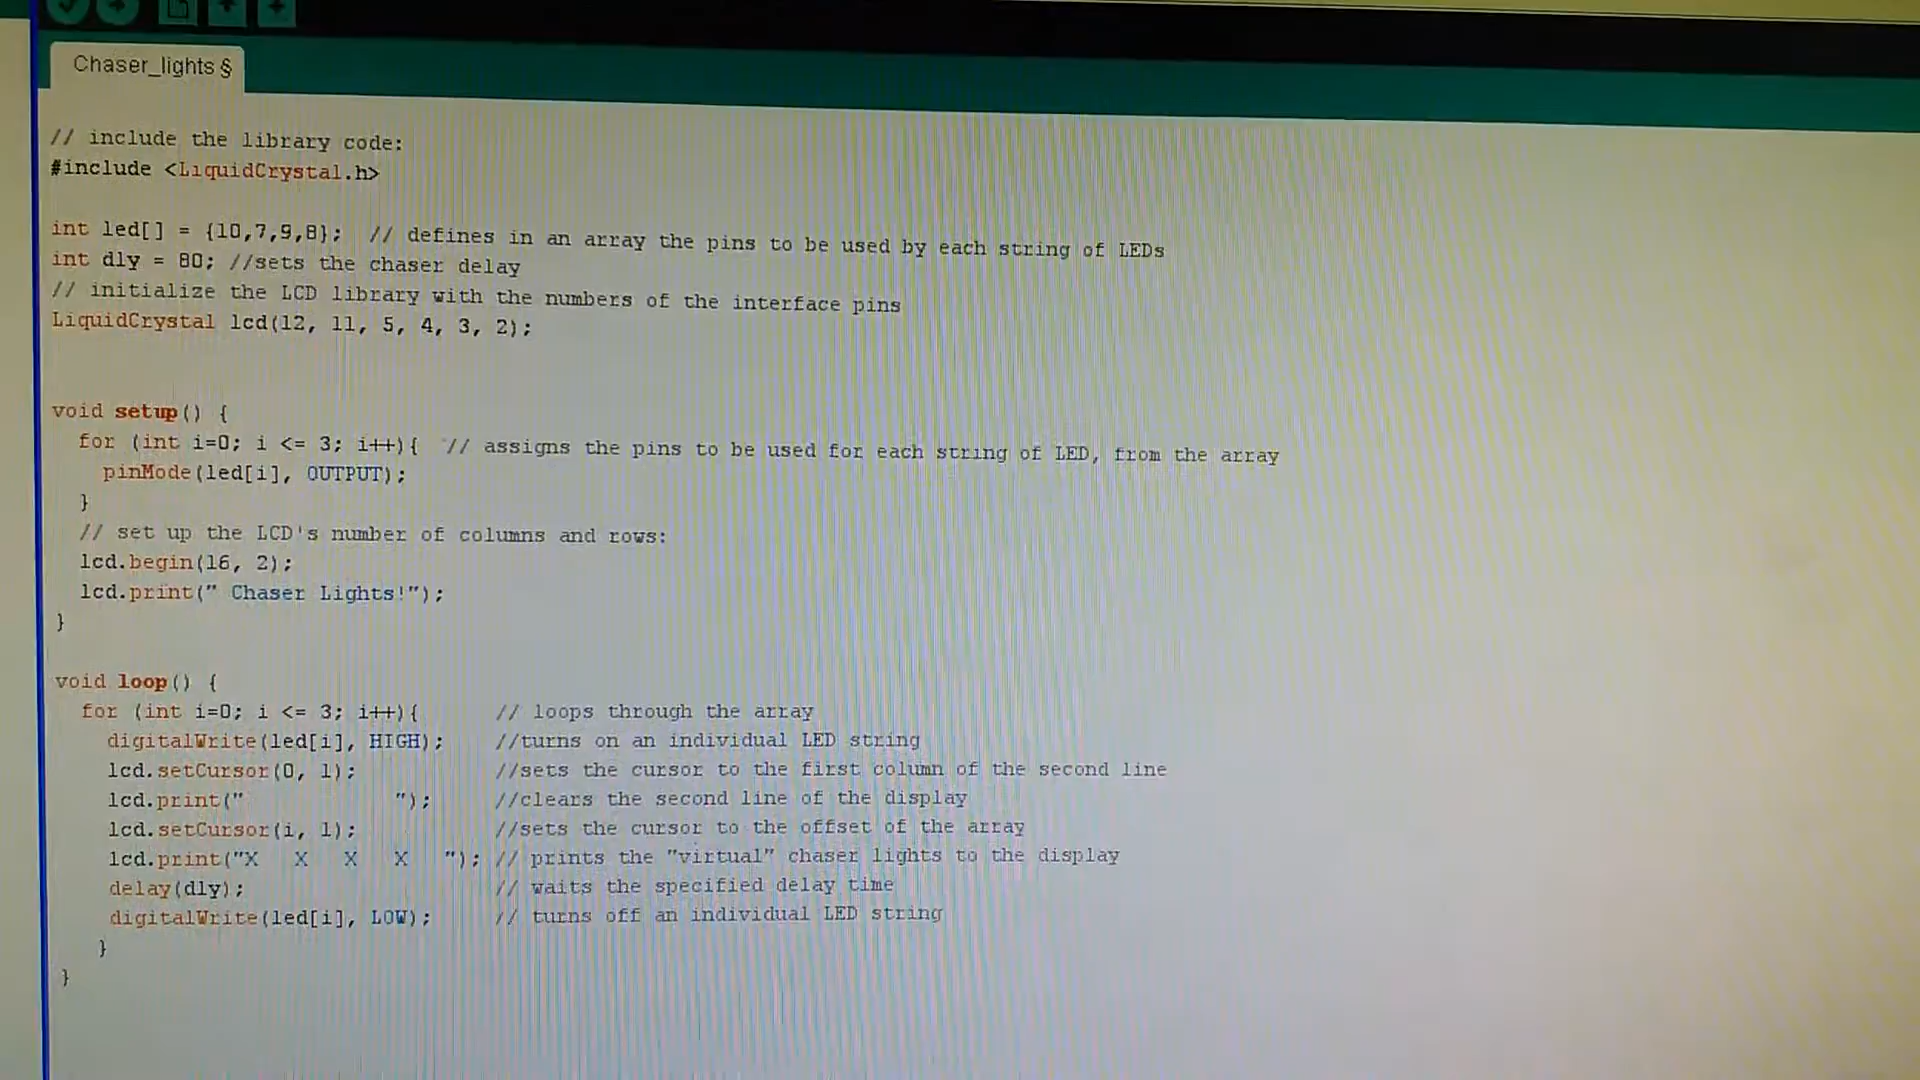 Chaser_lights §
// include the library code:
#include <LiquidCrystal.h>
int led[] = {10,7,9,8};  // defines in an array the pins to be used by each string of LEDs
int dly = 80; //sets the chaser delay
// initialize the LCD library with the numbers of the interface pins
LiquidCrystal lcd(12, 11, 5, 4, 3, 2);
void setup() {
  for (int i=0; i <= 3; i++){  // assigns the pins to be used for each string of LED, from the array
    pinMode(led[i], OUTPUT);
  }
  // set up the LCD's number of columns and rows:
  lcd.begin(16, 2);
  lcd.print(" Chaser Lights!");
}
void loop() {
  for (int i=0; i <= 3; i++){      // loops through the array
    digitalWrite(led[i], HIGH);    //turns on an individual LED string
    lcd.setCursor(0, 1);           //sets the cursor to the first column of the second line
    lcd.print("            ");     //clears the second line of the display
    lcd.setCursor(i, 1);           //sets the cursor to the offset of the array
    lcd.print("X   X   X   X   "); // prints the "virtual" chaser lights to the display
    delay(dly);                    // waits the specified delay time
    digitalWrite(led[i], LOW);     // turns off an individual LED string
    }
}